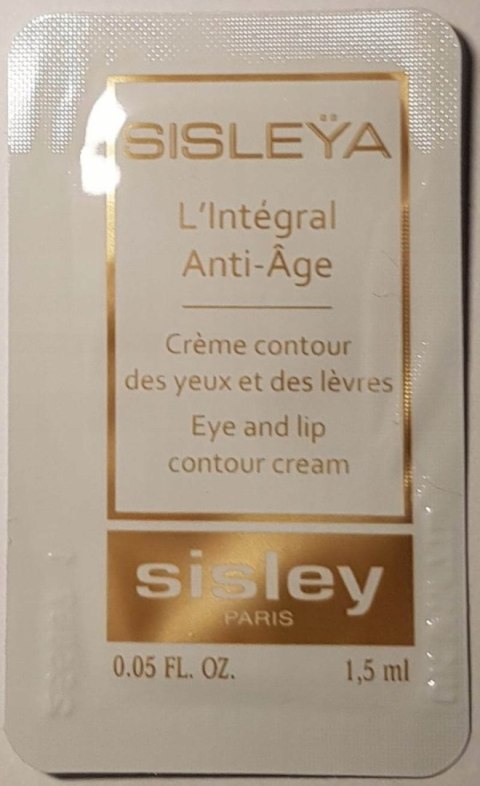 SISLEŸA
L'Intégral
Anti-Âge
Crème contour
des yeux et des lèvres
Eye and lip
contour cream
sisley
PARIS
0.05 FL. OZ. 1,5 ml